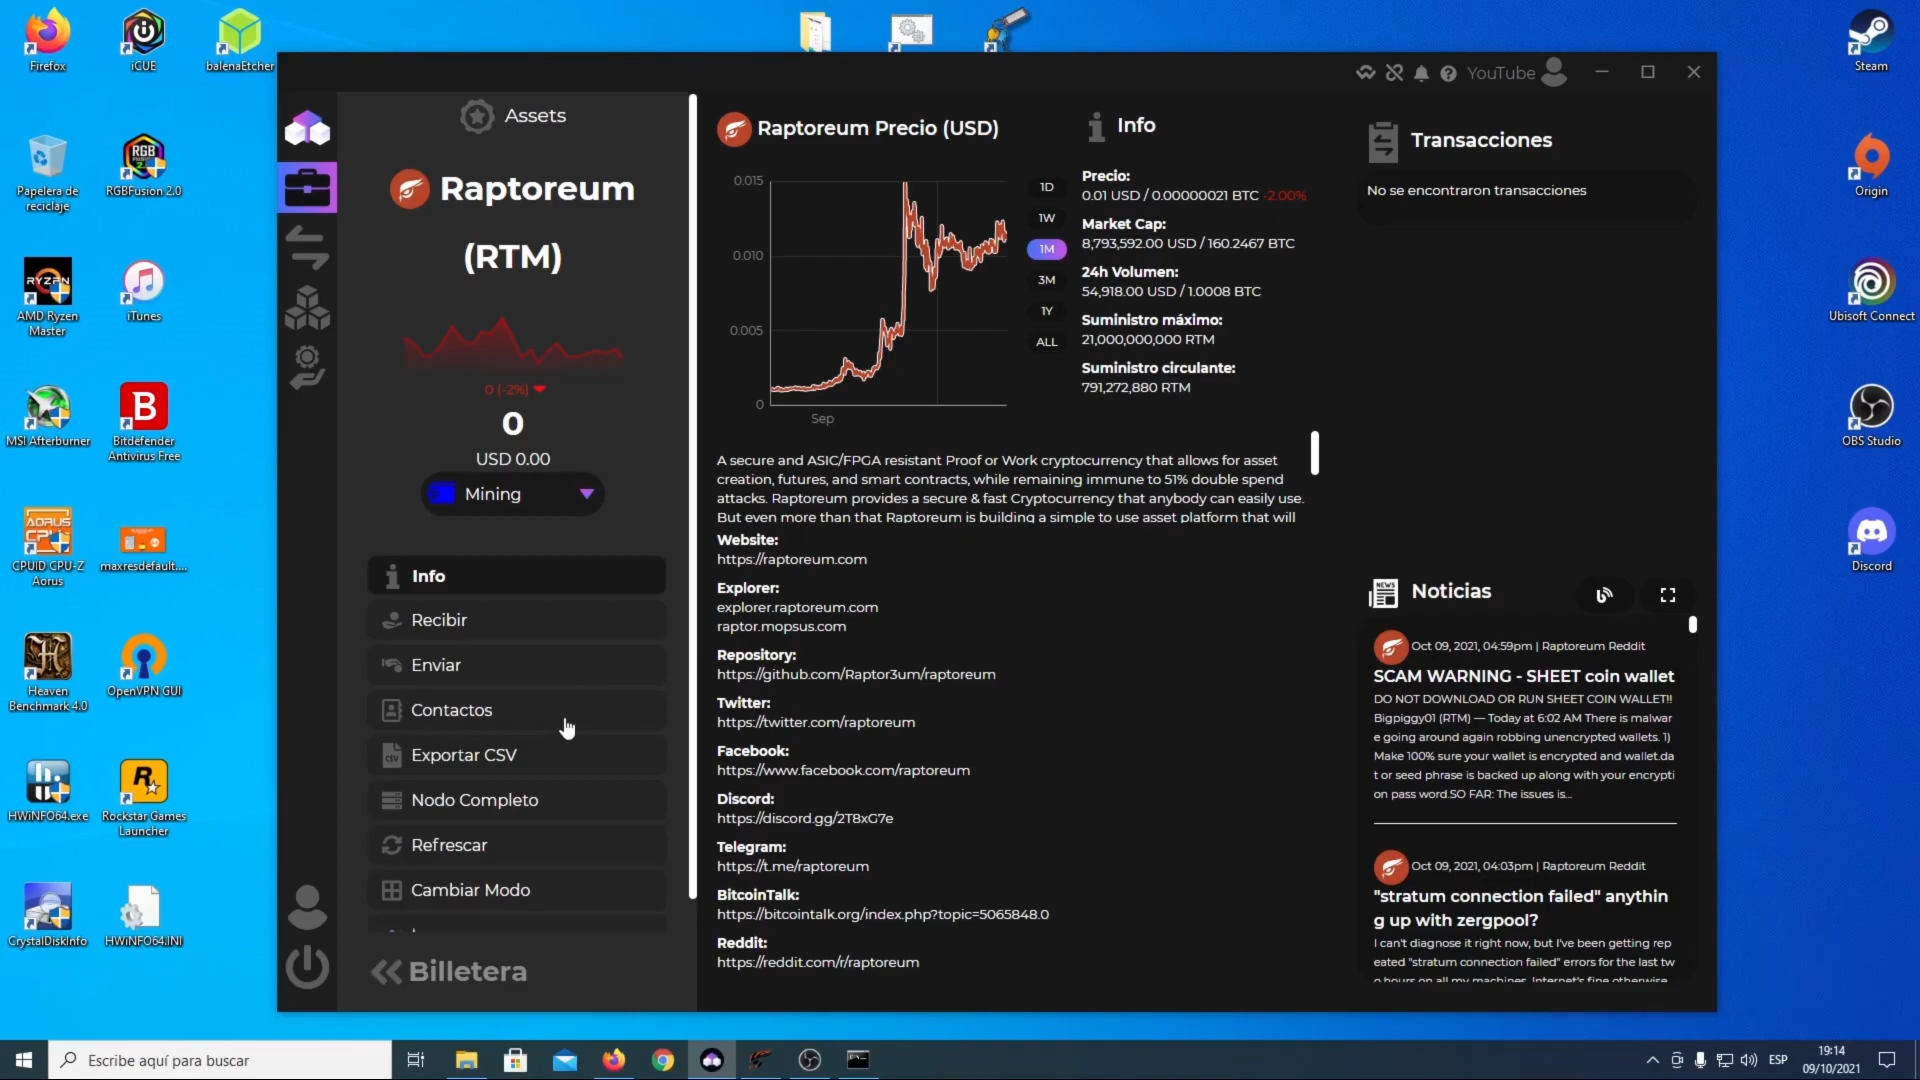 Firefox
iCUE
balenaEtcher
Papelera de
reciclaje
RGBFusion 2.0
AMD Ryzen
Master
iTunes
MSI Afterburner
Bitdefender
Antivirus Free
CPUID CPU-Z
Aorus
maxresdefault....
Heaven
Benchmark 4.0
OpenVPN GUI
HWiNFO64.exe
Rockstar Games
Launcher
CrystalDiskInfo
HWiNFO64.INI
YouTube
Assets
Raptoreum
(RTM)
0 (-2%)
0
USD 0.00
Mining
Info
Recibir
Enviar
Contactos
Exportar CSV
Nodo Completo
Refrescar
Cambiar Modo
Billetera
Raptoreum Precio (USD)
0.015
0.010
0.005
0
Sep
1D
1W
1M
3M
1Y
ALL
Info
Precio:
0.01 USD / 0.00000021 BTC -2.00%
Market Cap:
8,793,592.00 USD / 160.2467 BTC
24h Volumen:
54,918.00 USD / 1.0008 BTC
Suministro máximo:
21,000,000,000 RTM
Suministro circulante:
791,272,880 RTM
A secure and ASIC/FPGA resistant Proof or Work cryptocurrency that allows for asset
creation, futures, and smart contracts, while remaining immune to 51% double spend
attacks. Raptoreum provides a secure & fast Cryptocurrency that anybody can easily use.
But even more than that Raptoreum is building a simple to use asset platform that will
Website:
https://raptoreum.com
Explorer:
explorer.raptoreum.com
raptor.mopsus.com
Repository:
https://github.com/Raptor3um/raptoreum
Twitter:
https://twitter.com/raptoreum
Facebook:
https://www.facebook.com/raptoreum
Discord:
https://discord.gg/2T8xG7e
Telegram:
https://t.me/raptoreum
BitcoinTalk:
https://bitcointalk.org/index.php?topic=5065848.0
Reddit:
https://reddit.com/r/raptoreum
Transacciones
No se encontraron transacciones
NEWS
Noticias
Oct 09, 2021, 04:59pm | Raptoreum Reddit
SCAM WARNING - SHEET coin wallet
DO NOT DOWNLOAD OR RUN SHEET COIN WALLET!!
Bigpiggy01 (RTM) — Today at 6:02 AM There is malwar
e going around again robbing unencrypted wallets. 1)
Make 100% sure your wallet is encrypted and wallet.da
t or seed phrase is backed up along with your encrypti
on pass word.SO FAR: The issues is...
Oct 09, 2021, 04:03pm | Raptoreum Reddit
"stratum connection failed" anythin
g up with zergpool?
I can't diagnose it right now, but I've been getting rep
eated "stratum connection failed" errors for the last tw
o hours on all my machines. Internet's fine otherwise
Steam
Origin
Ubisoft Connect
OBS Studio
Discord
Escribe aquí para buscar
ESP
19:14
09/10/2021